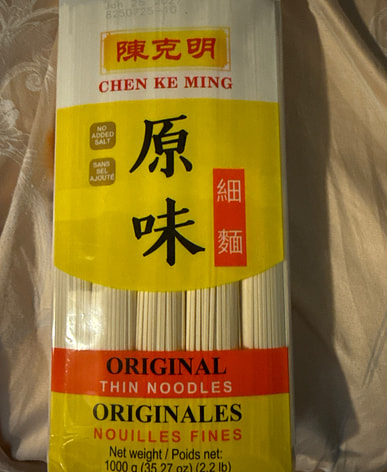 陳克明
CHEN KE MING
NO
ADDED
SALT
SANS
SEL
AJOUTÉ
原味
細麵
ORIGINAL
THIN NOODLES
ORIGINALES
NOUILLES FINES
Net weight / Poids net:
1000 g (35.27 oz) (2.2 lb)